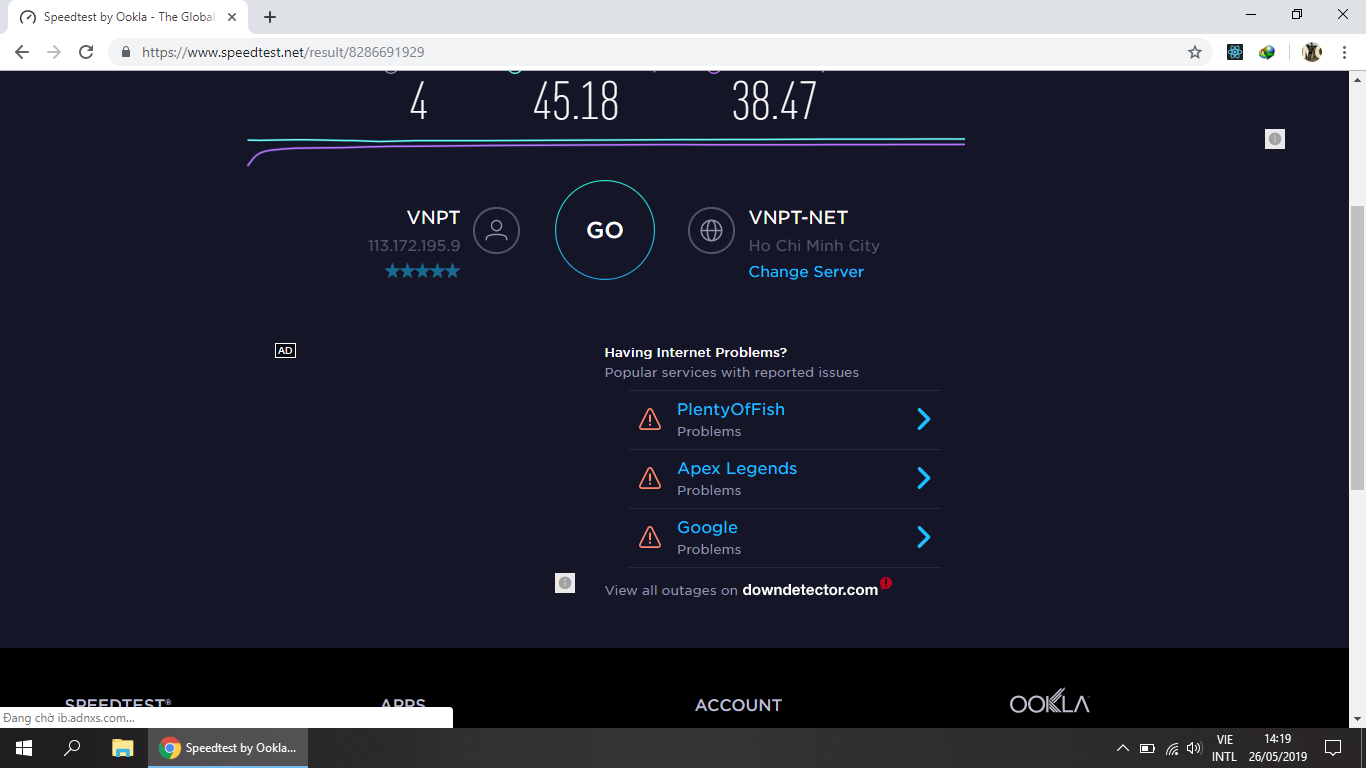 Speedtest by Ookla - The Global
https://www.speedtest.net/result/8286691929
4 45.18 38.47
VNPT
113.172.195.9
GO
VNPT-NET
Ho Chi Minh City
Change Server
AD
Having Internet Problems?
Popular services with reported issues
PlentyOfFish
Problems
Apex Legends
Problems
Google
Problems
View all outages on downdetector.com
SPEEDTEST® APPS ACCOUNT OOKLA
Đang chờ ib.adnxs.com...
Speedtest by Ookla...
VIE
INTL
14:19
26/05/2019